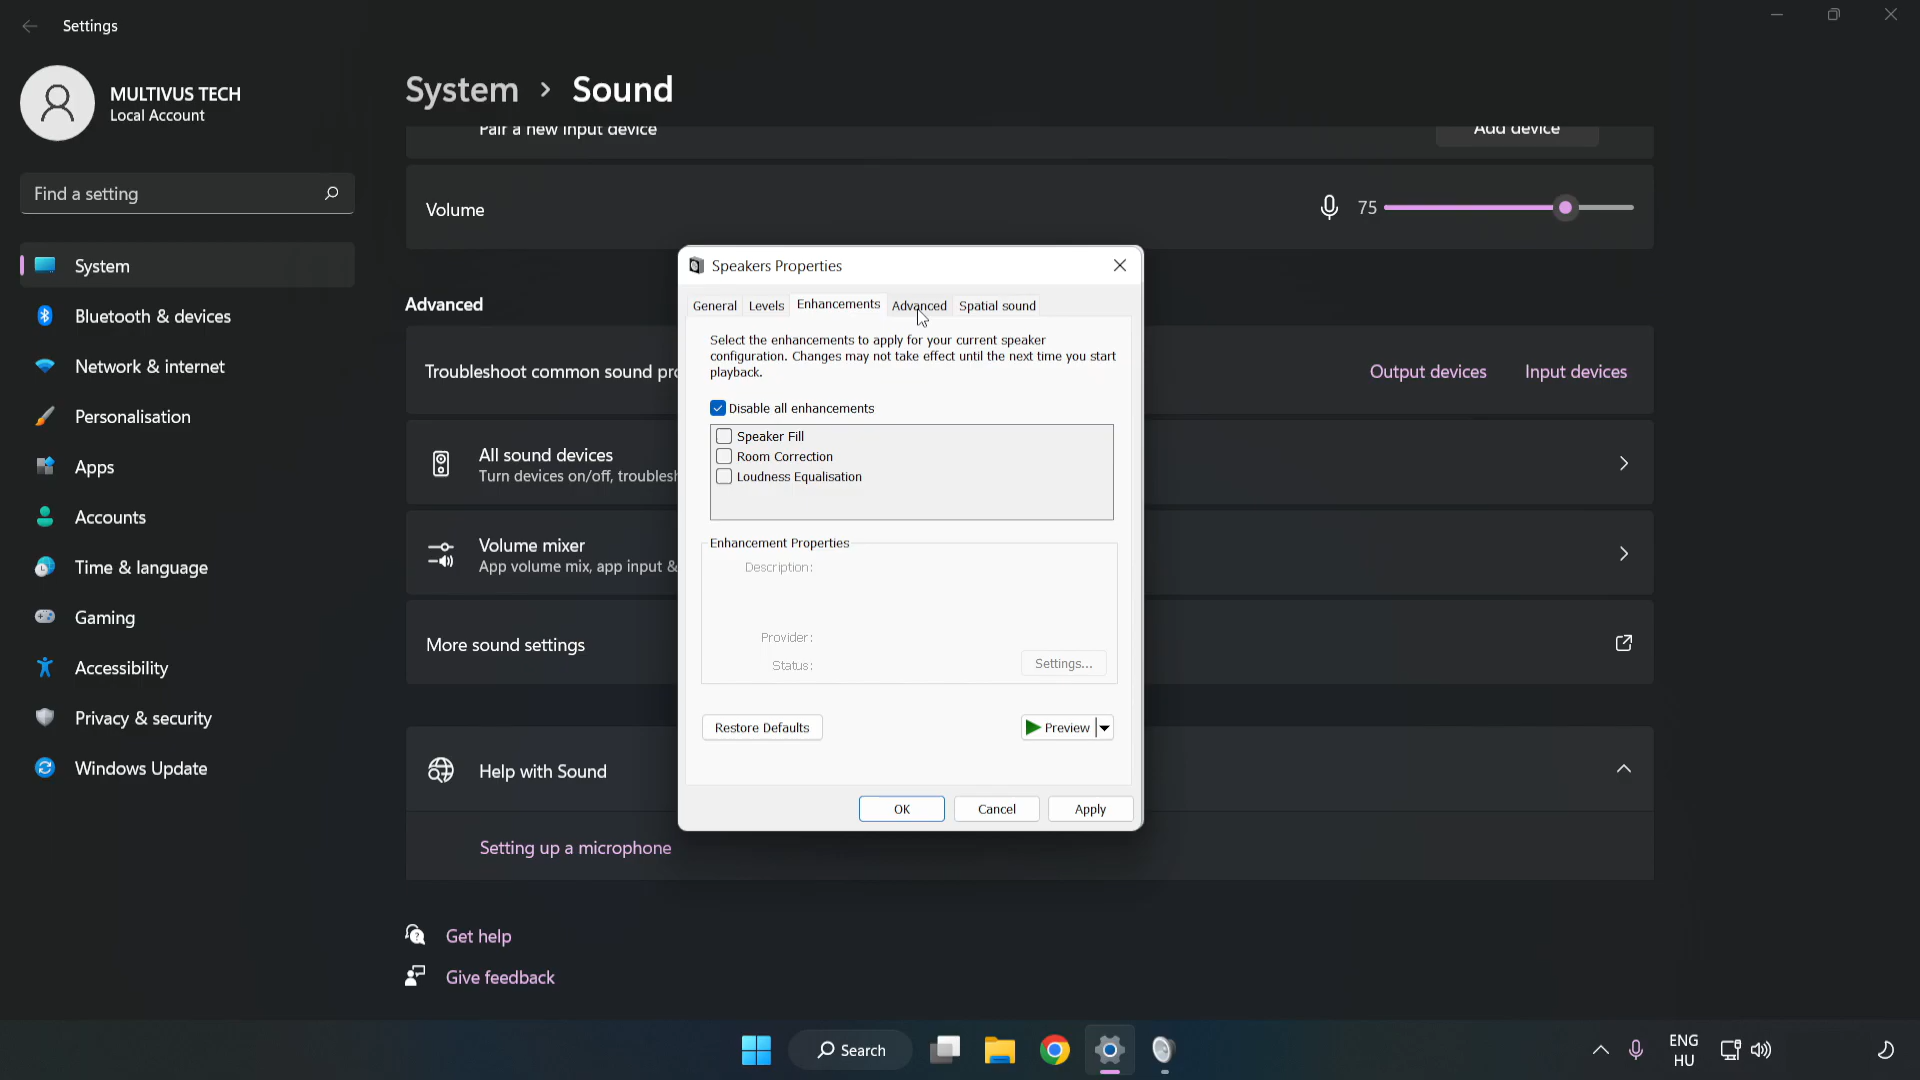 Settings
MULTIVUS TECH
Local Account
Find a setting
System
Bluetooth & devices
Network & internet
Personalisation
Apps
Accounts
Time & language
Gaming
Accessibility
Privacy & security
Windows Update
System > Sound
Pair a new input device
Add device
Volume
75
Advanced
Troubleshoot common sound pro
Output devices
Input devices
All sound devices
Turn devices on/off, troublesh
Volume mixer
App volume mix, app input &
More sound settings
Help with Sound
Setting up a microphone
Get help
Give feedback
Speakers Properties
General Levels Enhancements Advanced Spatial sound
Select the enhancements to apply for your current speaker
configuration. Changes may not take effect until the next time you start
playback.
Disable all enhancements
Speaker Fill
Room Correction
Loudness Equalisation
Enhancement Properties
Description:
Provider:
Status:
Settings...
Restore Defaults
Preview
OK
Cancel
Apply
Search
ENG
HU